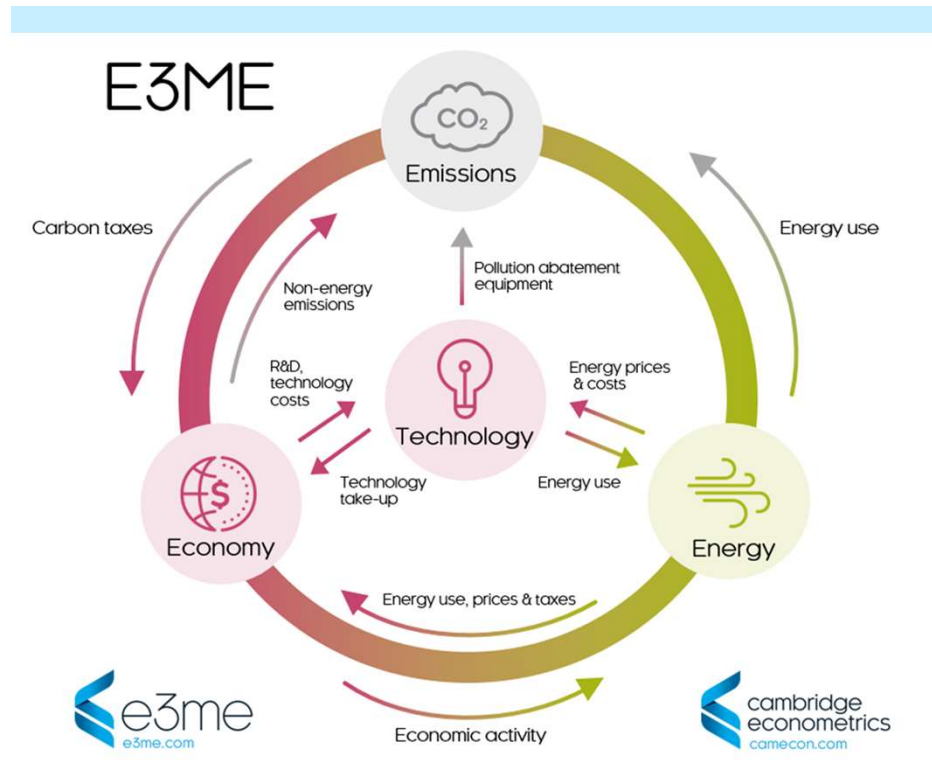 E3ME
CO2
Emissions
Carbon taxes
Energy use
Pollution abatement
equipment
Non-energy
emissions
R&D,
technology
costs
Energy prices
& costs
Technology
Technology
take-up
Energy use
$
Economy
Energy
Energy use, prices & taxes
Economic activity
e3me
e3me.com
cambridge
econometrics
camecon.com